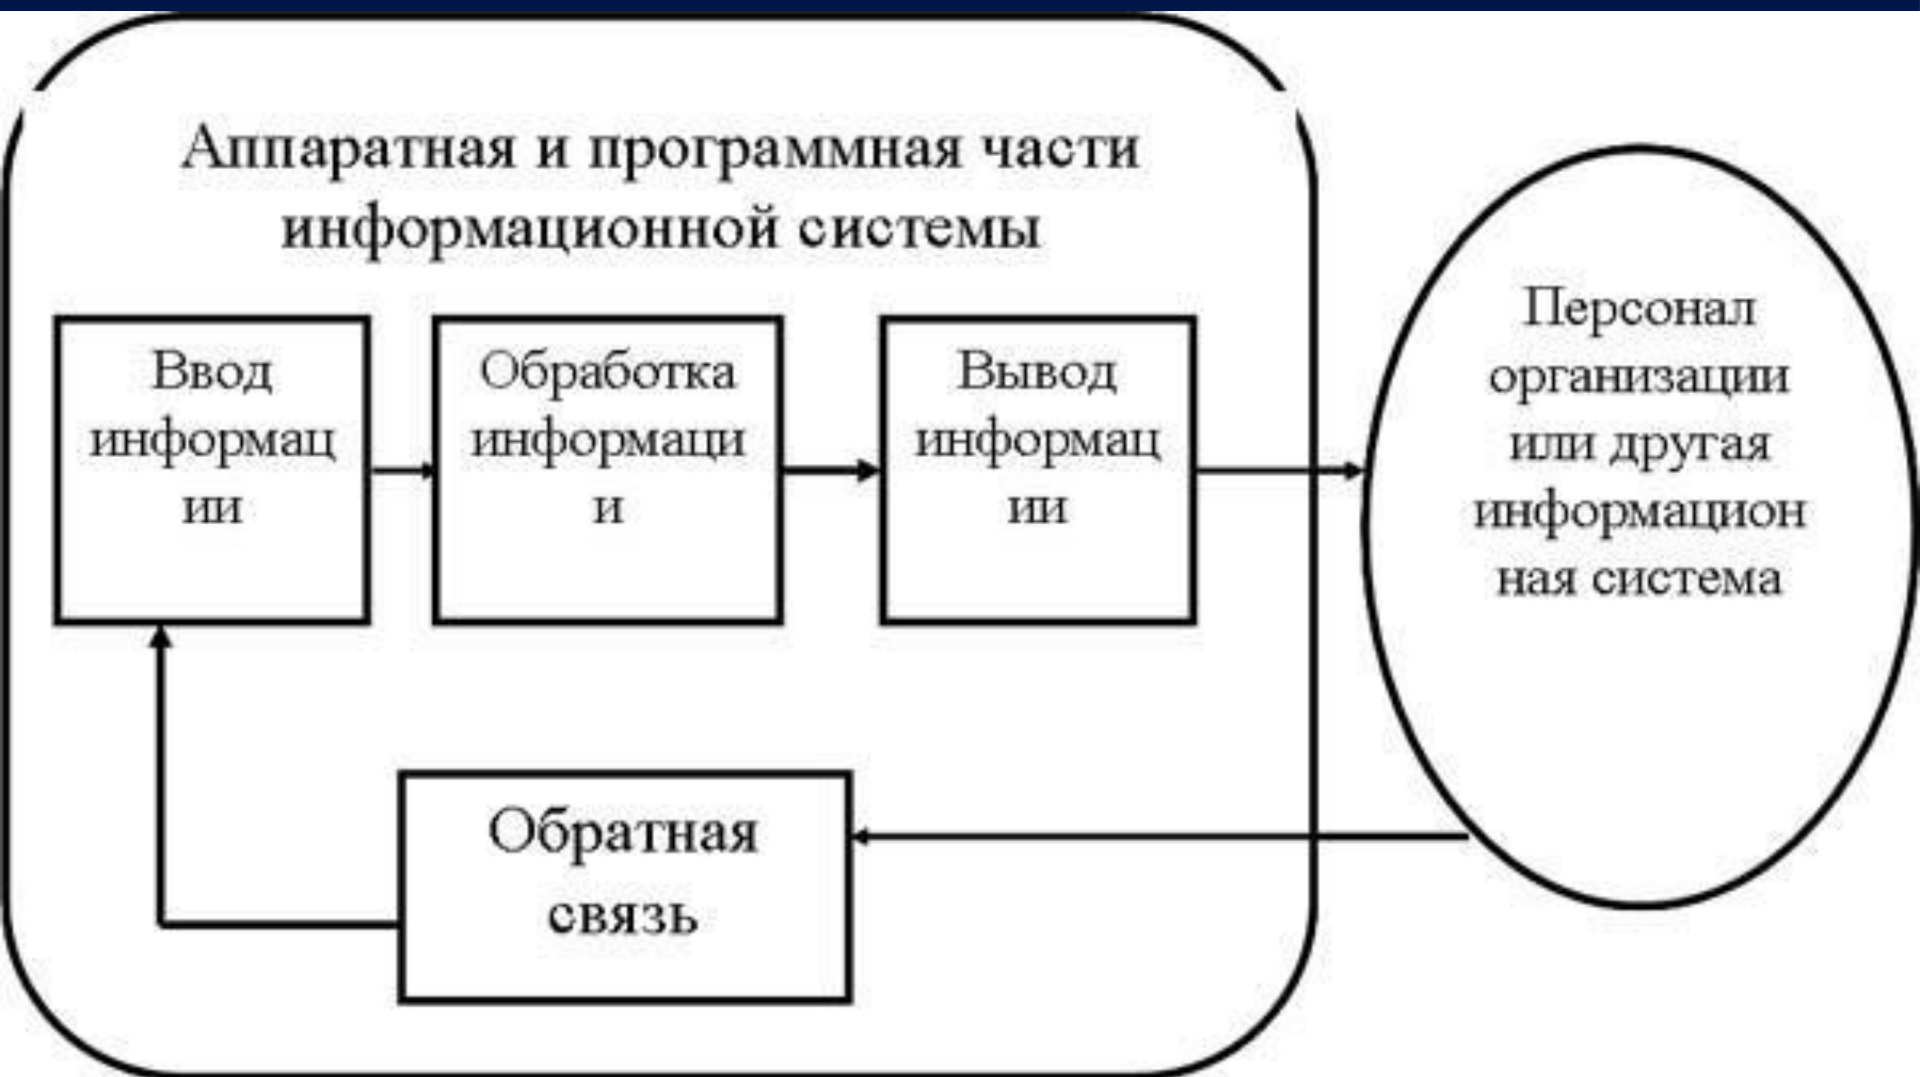 Аппаратная и программная части
информационной системы
Ввод
информац
ии
Обработка
информаци
и
Вывод
информац
ии
Персонал
организации
или другая
информацион
ная система
Обратная
связь